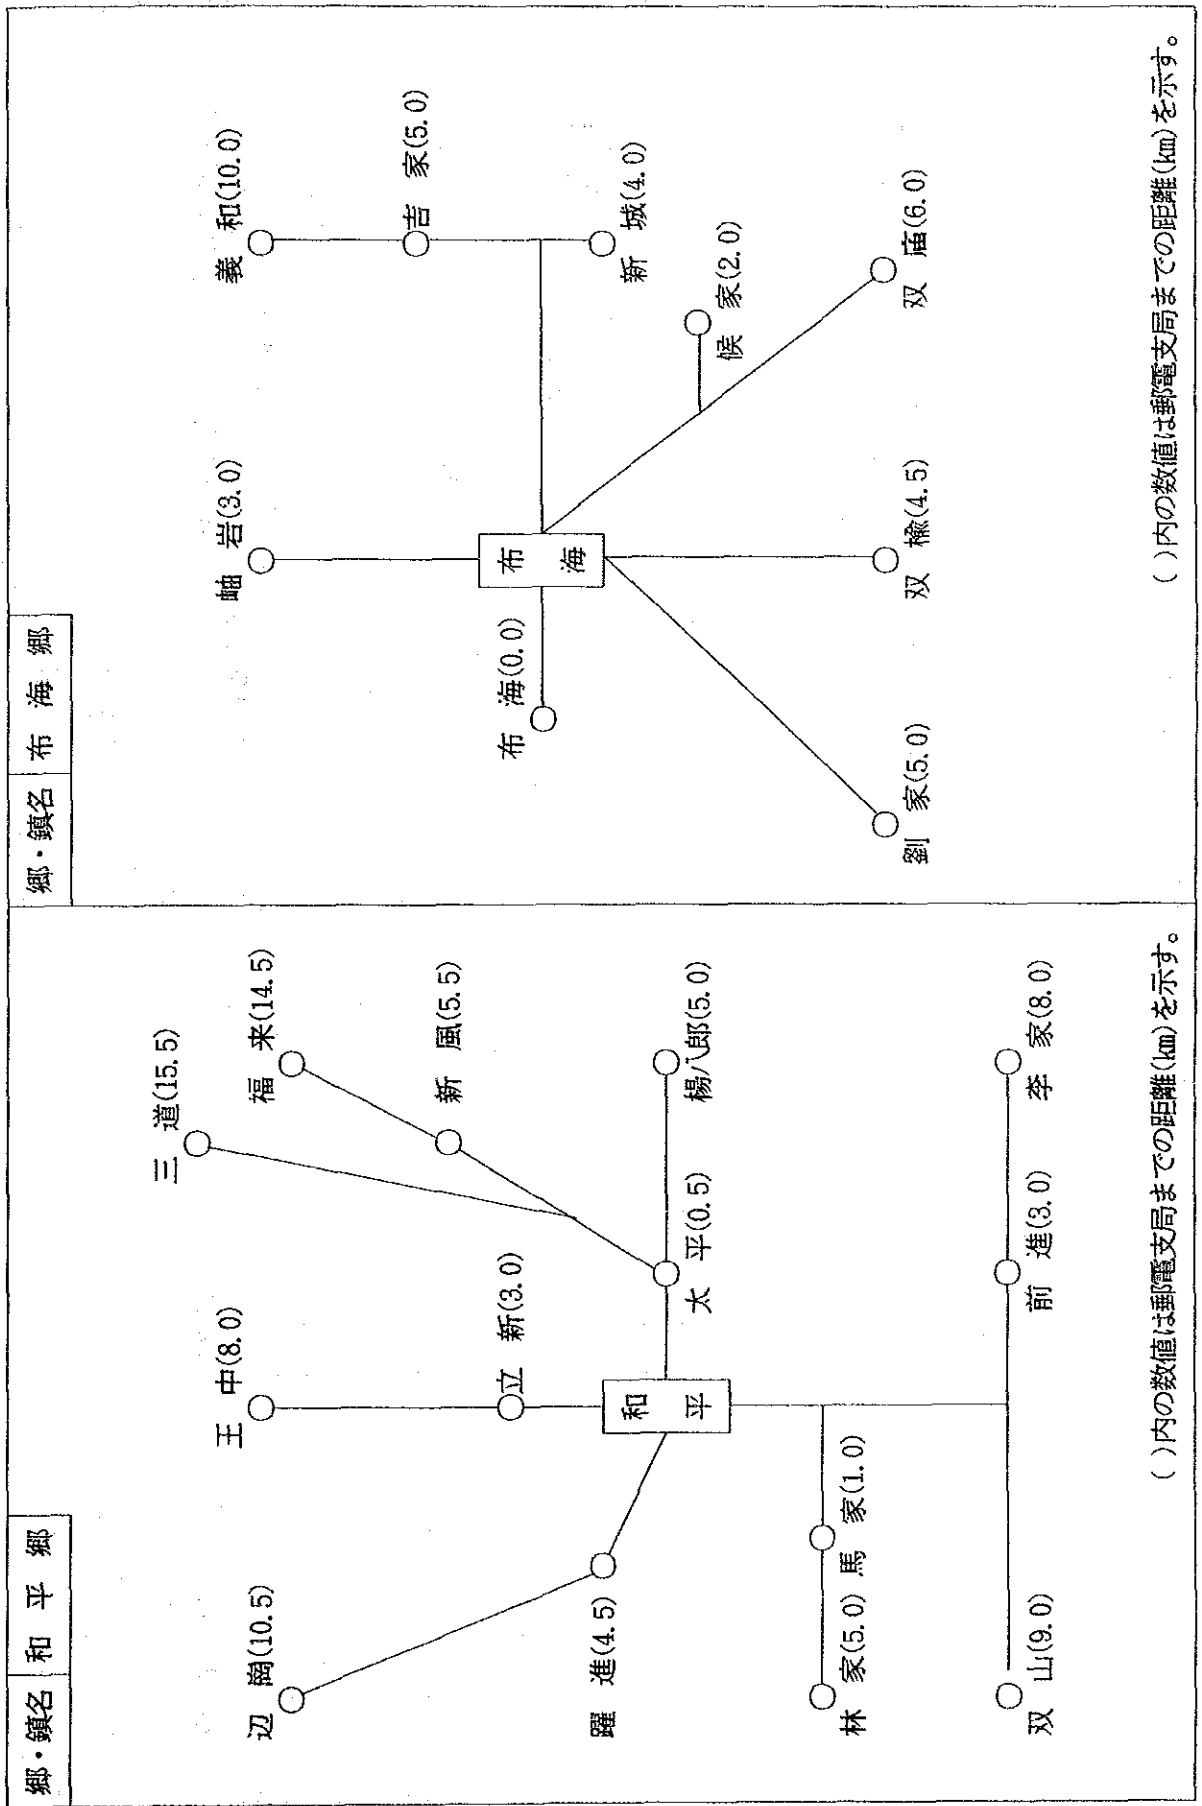 郷・鎮名 和平郷
三道(15.5)
福来(14.5)
王中(8.0)
辺崗(10.5)
新風(5.5)
立新(3.0)
躍進(4.5)
和平
太平(0.5)
楊八郎(5.0)
林家(5.0)
馬家(1.0)
双山(9.0)
前進(3.0)
李家(8.0)
( )内の数値は郵電支局までの距離(km)を示す。
郷・鎮名 布海郷
岫岩(3.0)
義和(10.0)
吉家(5.0)
布海(0.0)
布海
新城(4.0)
候家(2.0)
劉家(5.0)
双楡(4.5)
双庙(6.0)
( )内の数値は郵電支局までの距離(km)を示す。